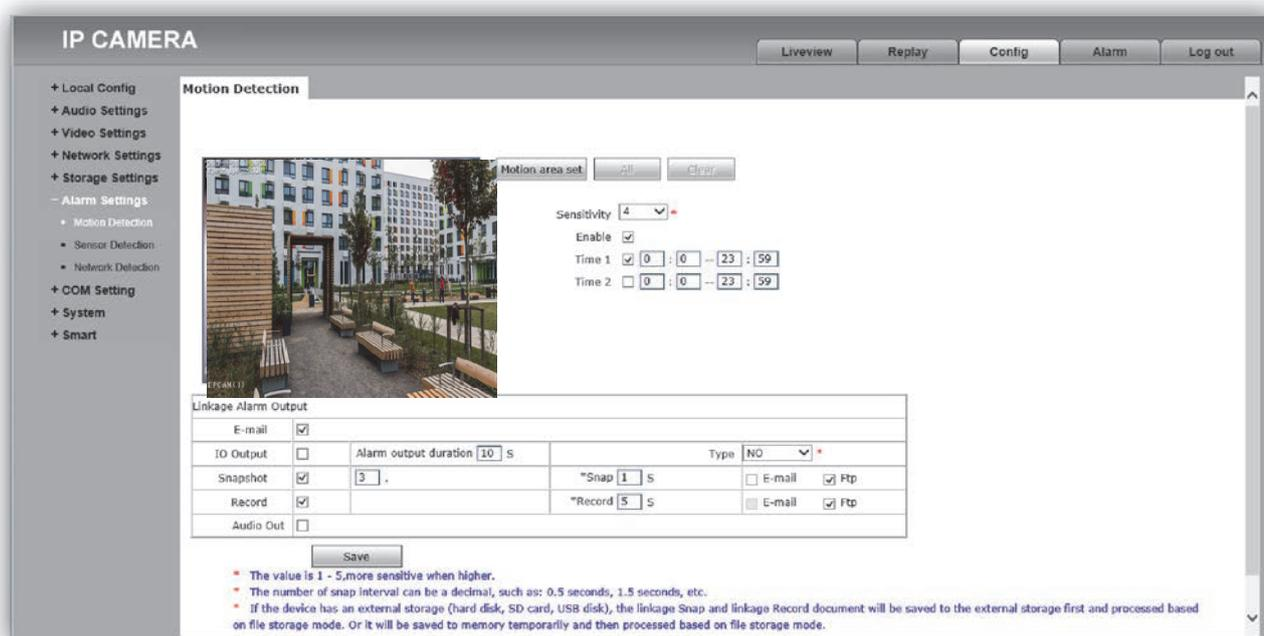 IP CAMERA
Liveview Replay Config Alarm Log out
+ Local Config
+ Audio Settings
+ Video Settings
+ Network Settings
+ Storage Settings
- Alarm Settings
• Motion Detection
• Sensor Detection
• Network Detection
+ COM Setting
+ System
+ Smart
Motion Detection
Motion area set All Clear
Sensitivity 4 *
Enable
Time 1 0 : 0 -- 23 : 59
Time 2 0 : 0 -- 23 : 59
IPCAM(1)
Linkage Alarm Output
E-mail
IO Output Alarm output duration 10 S Type NO *
Snapshot 3 . *Snap 1 S E-mail Ftp
Record *Record 5 S E-mail Ftp
Audio Out
Save
* The value is 1 - 5,more sensitive when higher.
* The number of snap interval can be a decimal, such as: 0.5 seconds, 1.5 seconds, etc.
* If the device has an external storage (hard disk, SD card, USB disk), the linkage Snap and linkage Record document will be saved to the external storage first and processed based
on file storage mode. Or it will be saved to memory temporarily and then processed based on file storage mode.